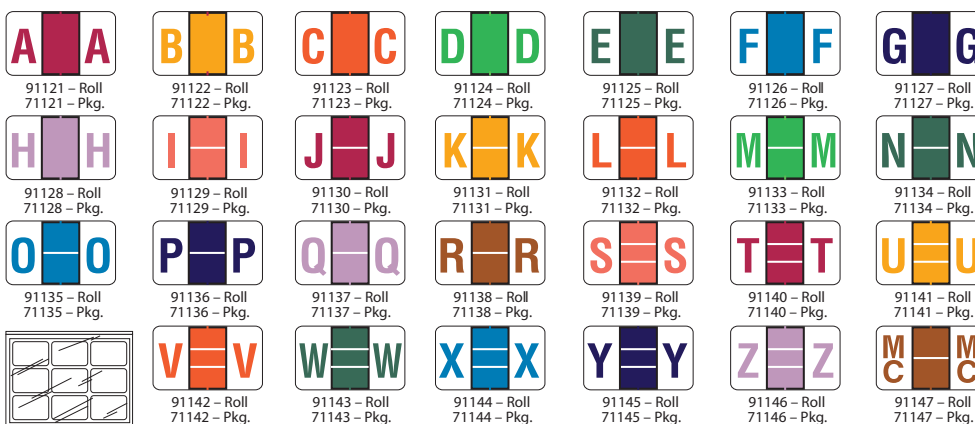 A A B B C C D D E E F F G G
91121 – Roll 91122 – Roll 91123 – Roll 91124 – Roll 91125 – Roll 91126 – Roll 91127 – Roll
71121 – Pkg. 71122 – Pkg. 71123 – Pkg. 71124 – Pkg. 71125 – Pkg. 71126 – Pkg. 71127 – Pkg.
H H I I J J K K L L M M N N
91128 – Roll 91129 – Roll 91130 – Roll 91131 – Roll 91132 – Roll 91133 – Roll 91134 – Roll
71128 – Pkg. 71129 – Pkg. 71130 – Pkg. 71131 – Pkg. 71132 – Pkg. 71133 – Pkg. 71134 – Pkg.
O O P P Q Q R R S S T T U U
91135 – Roll 91136 – Roll 91137 – Roll 91138 – Roll 91139 – Roll 91140 – Roll 91141 – Roll
71135 – Pkg. 71136 – Pkg. 71137 – Pkg. 71138 – Pkg. 71139 – Pkg. 71140 – Pkg. 71141 – Pkg.
V V W W X X Y Y Z Z MC MC
91142 – Roll 91143 – Roll 91144 – Roll 91145 – Roll 91146 – Roll 91147 – Roll
71142 – Pkg. 71143 – Pkg. 71144 – Pkg. 71145 – Pkg. 71146 – Pkg. 71147 – Pkg.